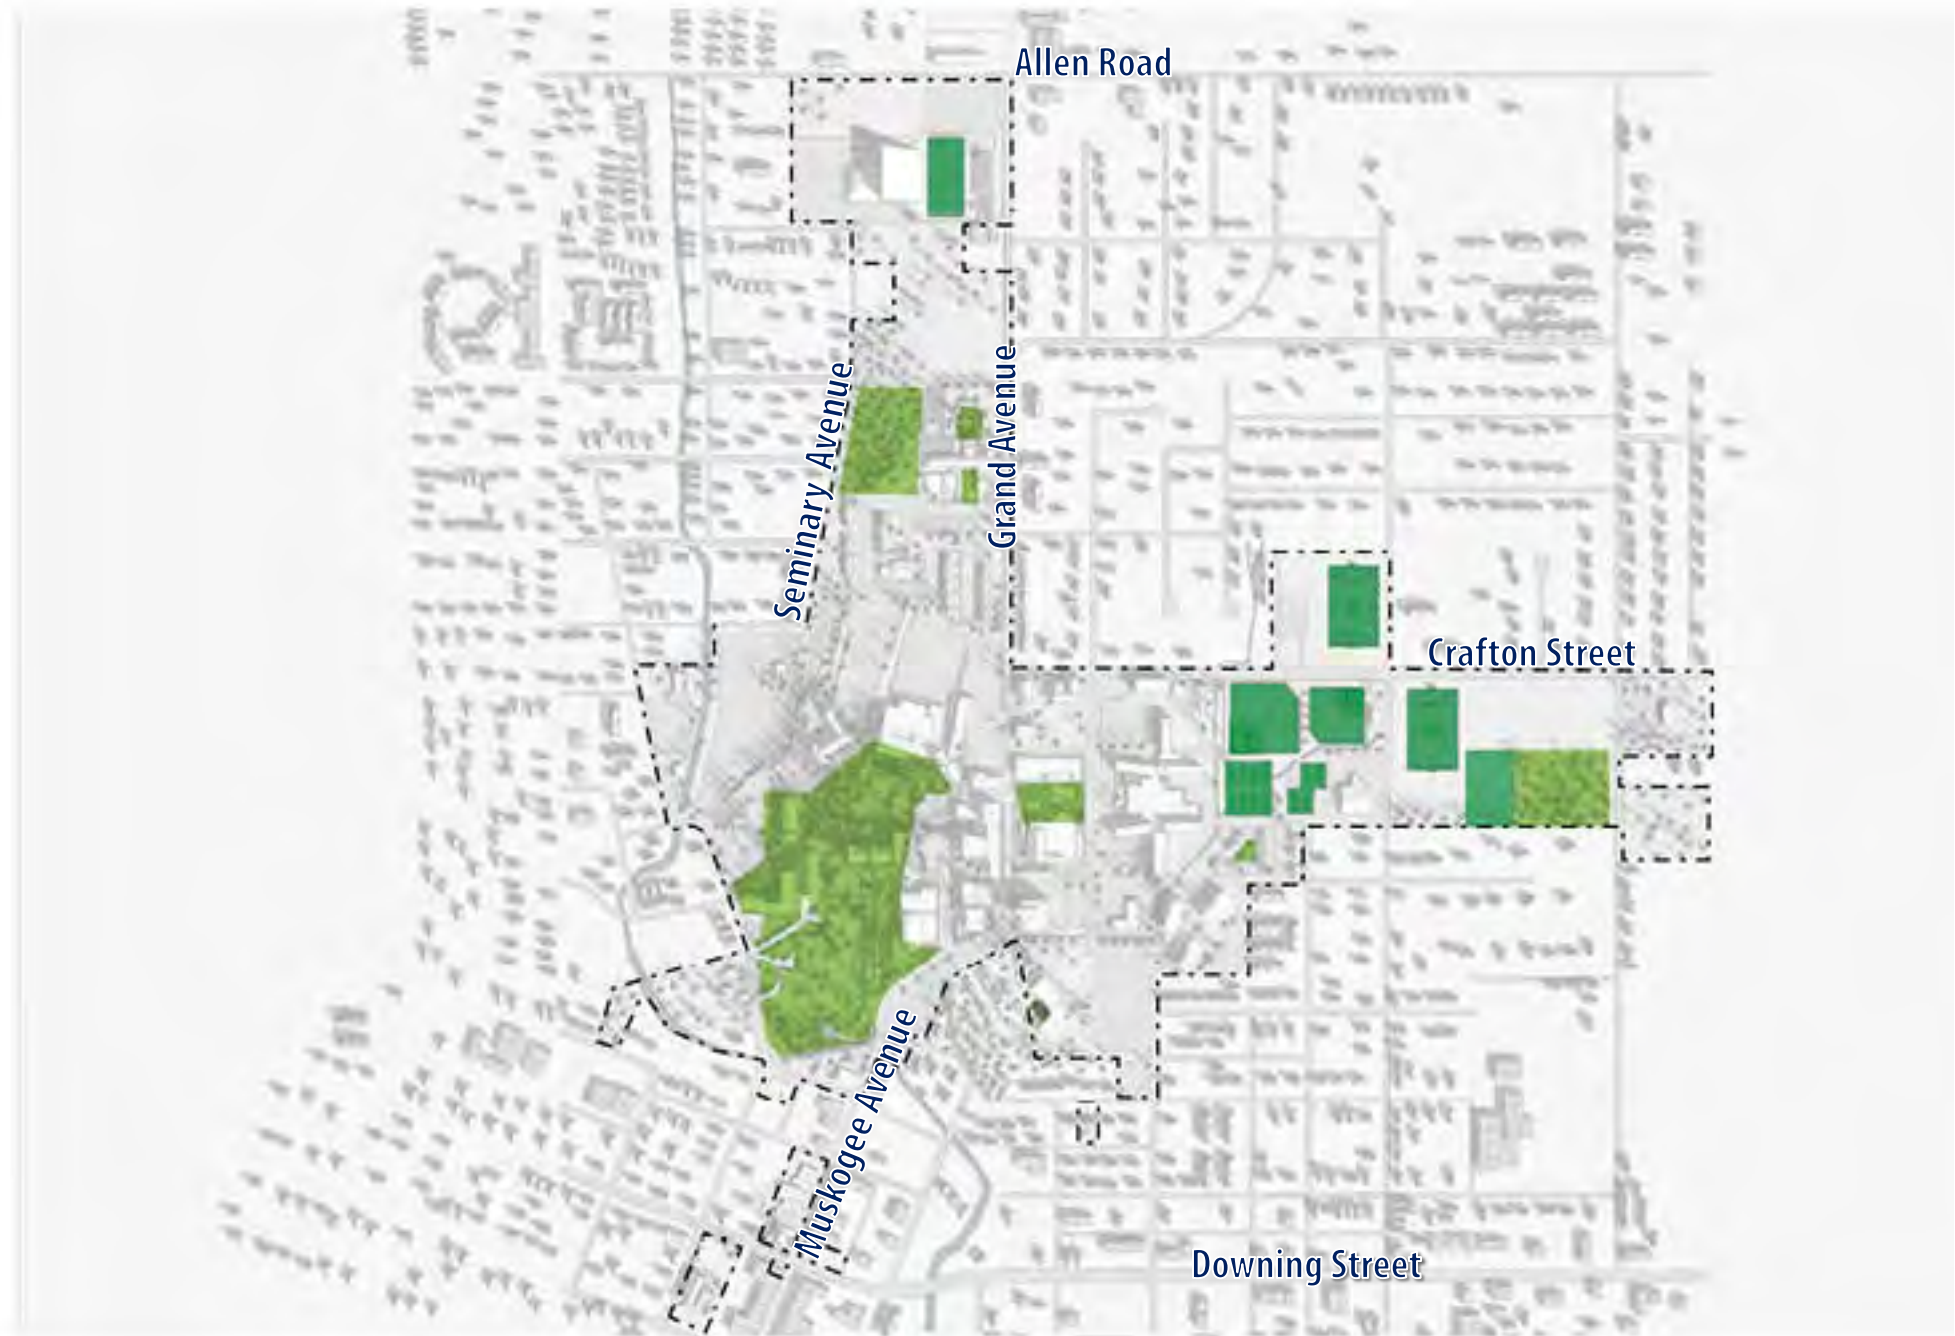 Allen Road
Seminary Avenue
Grand Avenue
Crafton Street
Muskogee Avenue
Downing Street